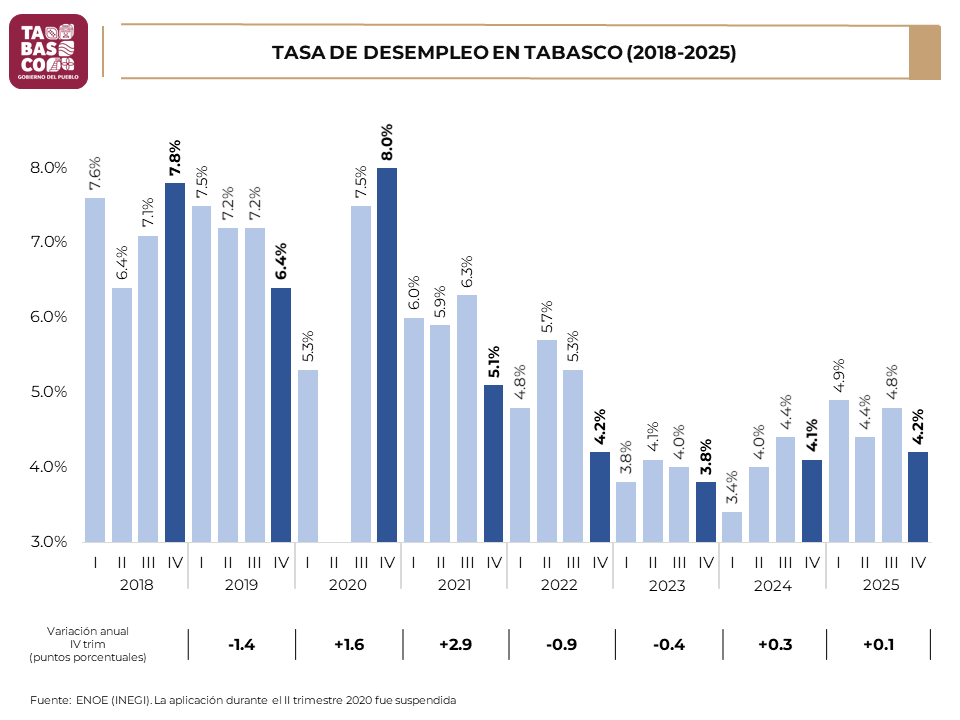 TA
BAS
CO
GOBIERNO DEL PUEBLO
TASA DE DESEMPLEO EN TABASCO (2018-2025)
8.0%
7.0%
6.0%
5.0%
4.0%
3.0%
7.6% 6.4% 7.1% 7.8% 7.5% 7.2% 7.2% 6.4% 5.3% 7.5% 8.0% 6.0% 5.9% 6.3% 5.1% 4.8% 5.7% 5.3% 4.2% 3.8% 4.1% 4.0% 3.8% 3.4% 4.0% 4.4% 4.1% 4.9% 4.4% 4.8% 4.2%
I II III IV I II III IV I II III IV I II III IV I II III IV I II III IV I II III IV I II III IV
2018 2019 2020 2021 2022 2023 2024 2025
Variación anual
IV trim
(puntos porcentuales)
-1.4 +1.6 +2.9 -0.9 -0.4 +0.3 +0.1
Fuente: ENOE (INEGI). La aplicación durante el II trimestre 2020 fue suspendida